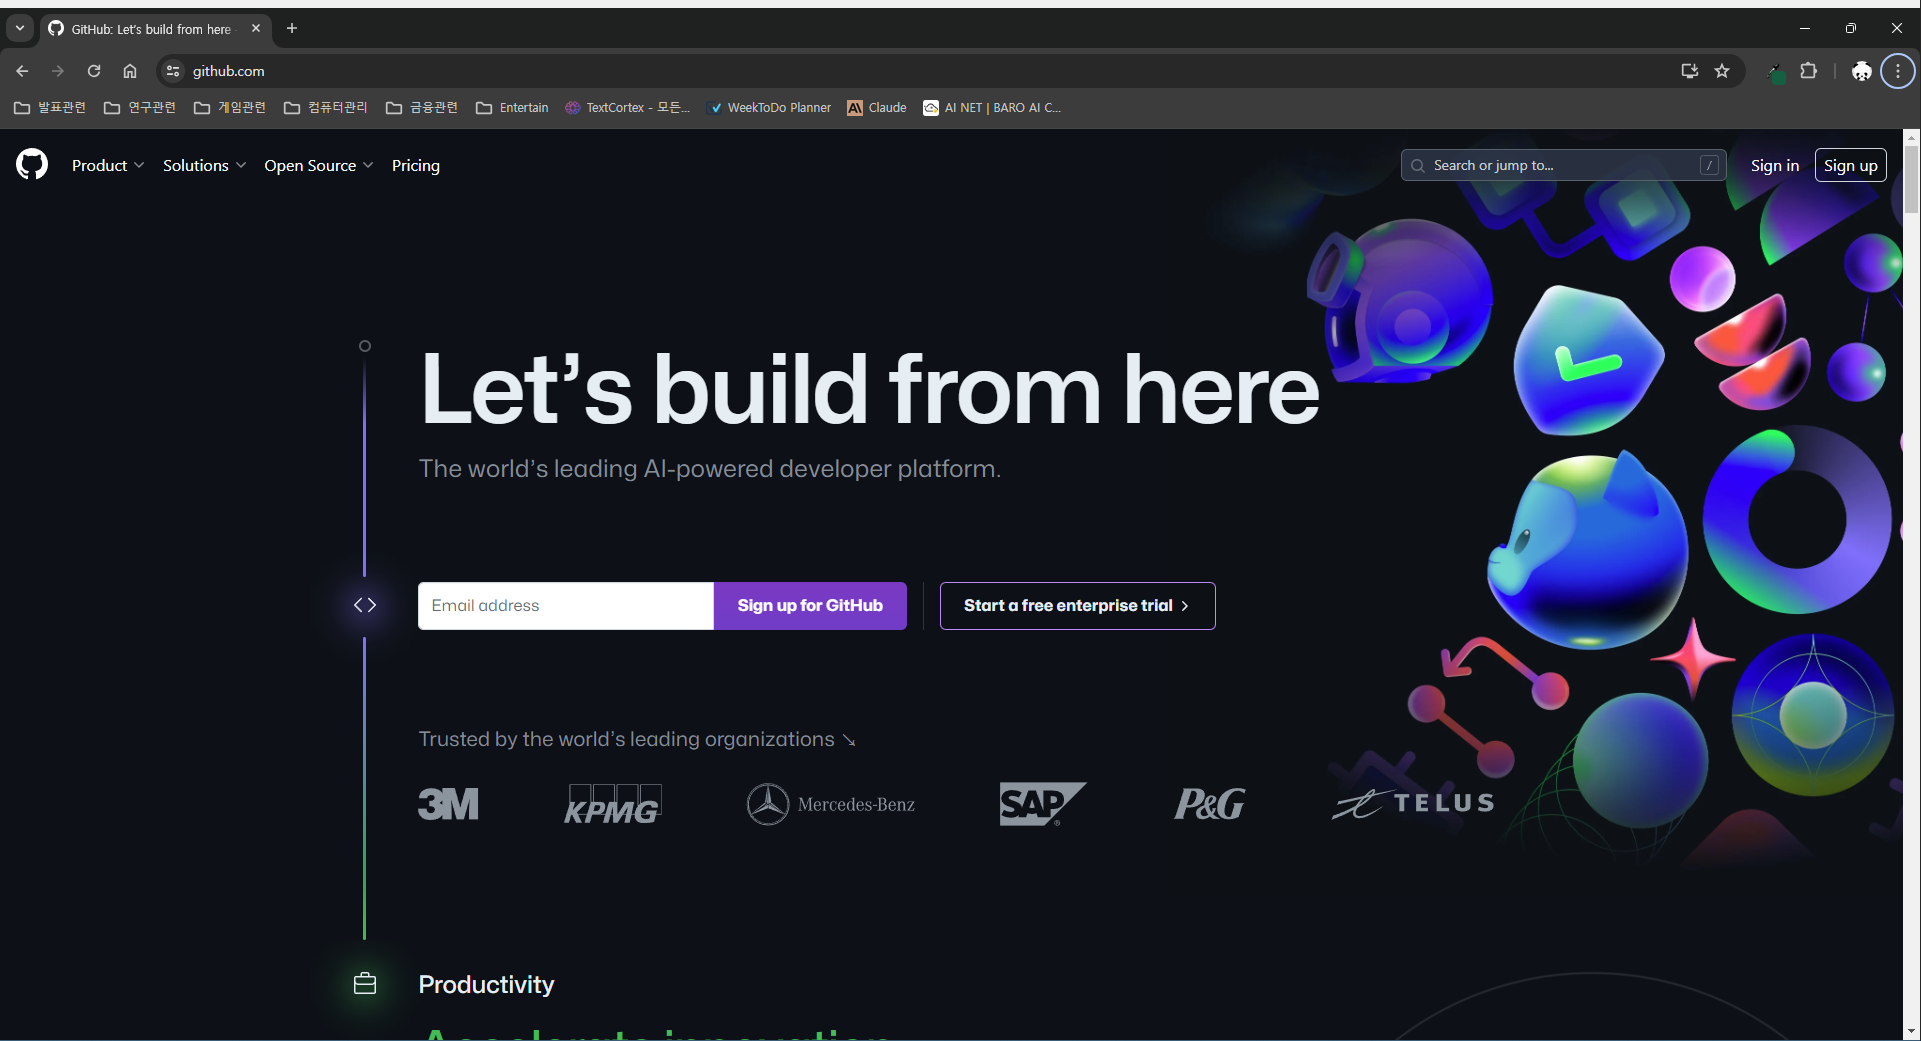 GitHub: Let's build from here
github.com
발표관련
연구관련
게임관련
컴퓨터관리
금융관련
Entertain
TextCortex - 모든...
WeekToDo Planner
Claude
AI NET | BARO AI C...
Product
Solutions
Open Source
Pricing
Search or jump to...
/
Sign in
Sign up
Let's build from here
The world's leading AI-powered developer platform.
Email address
Sign up for GitHub
Start a free enterprise trial
Trusted by the world's leading organizations ↘
3M
KPMG
Mercedes-Benz
SAP
P&G
TELUS
Productivity
Accelerate innovation